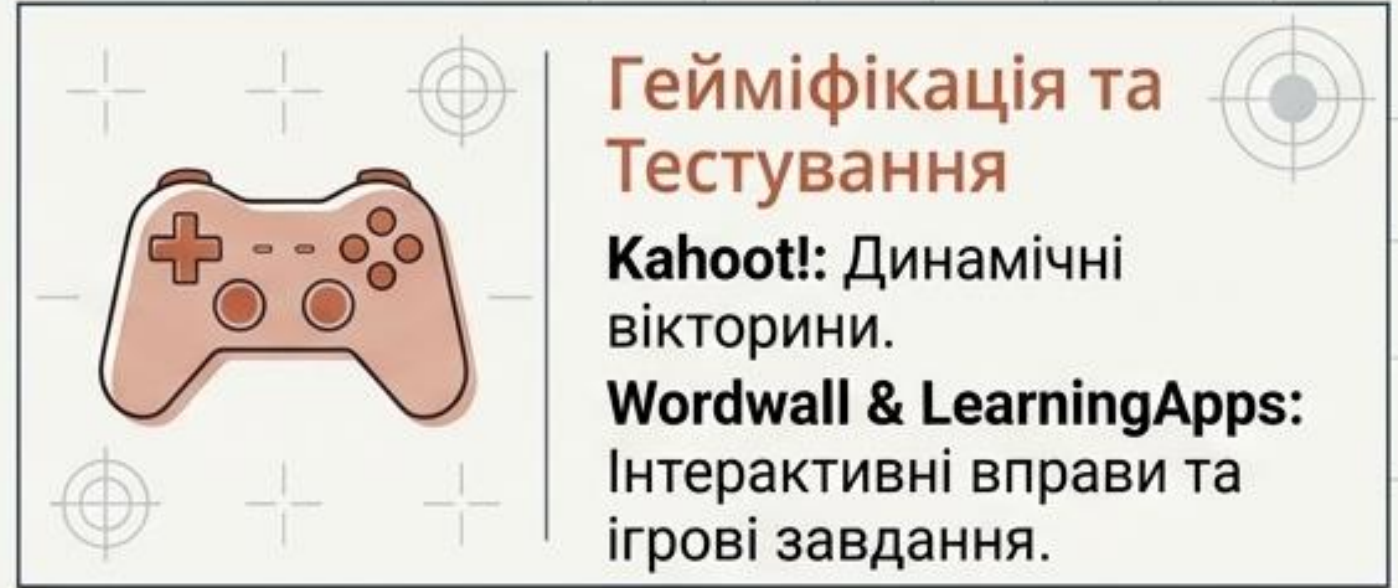 Гейміфікація та
Тестування
Kahoot!: Динамічні
вікторини.
Wordwall & LearningApps:
Інтерактивні вправи та
ігрові завдання.